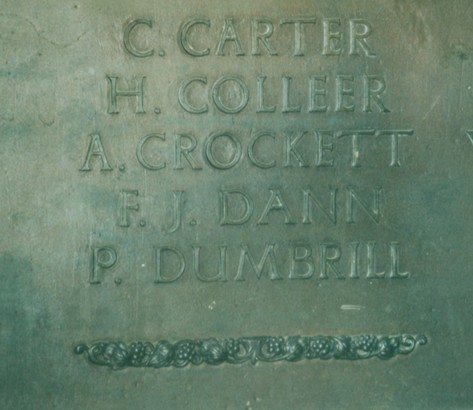 C. CARTER
H. COLLEER
A. CROCKETT
F. J. DANN
P. DUMBRILL